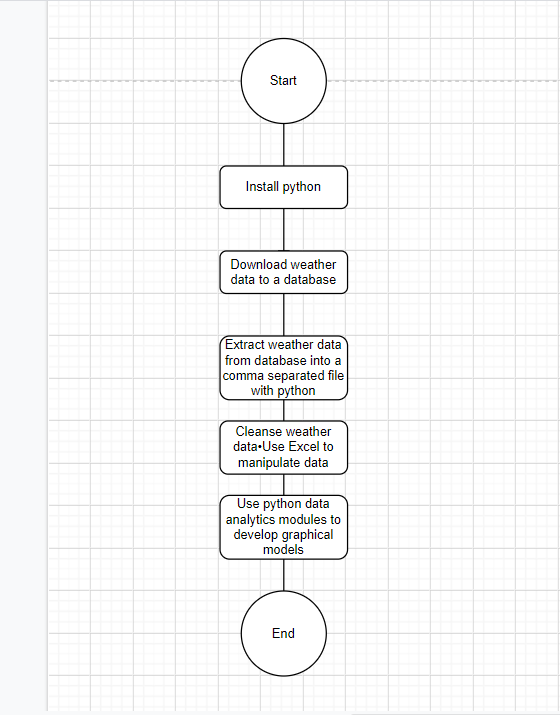 Start
Install python
Download weather
data to a database
Extract weather data
from database into a
comma separated file
with python
Cleanse weather
data•Use Excel to
manipulate data
Use python data
analytics modules to
develop graphical
models
End